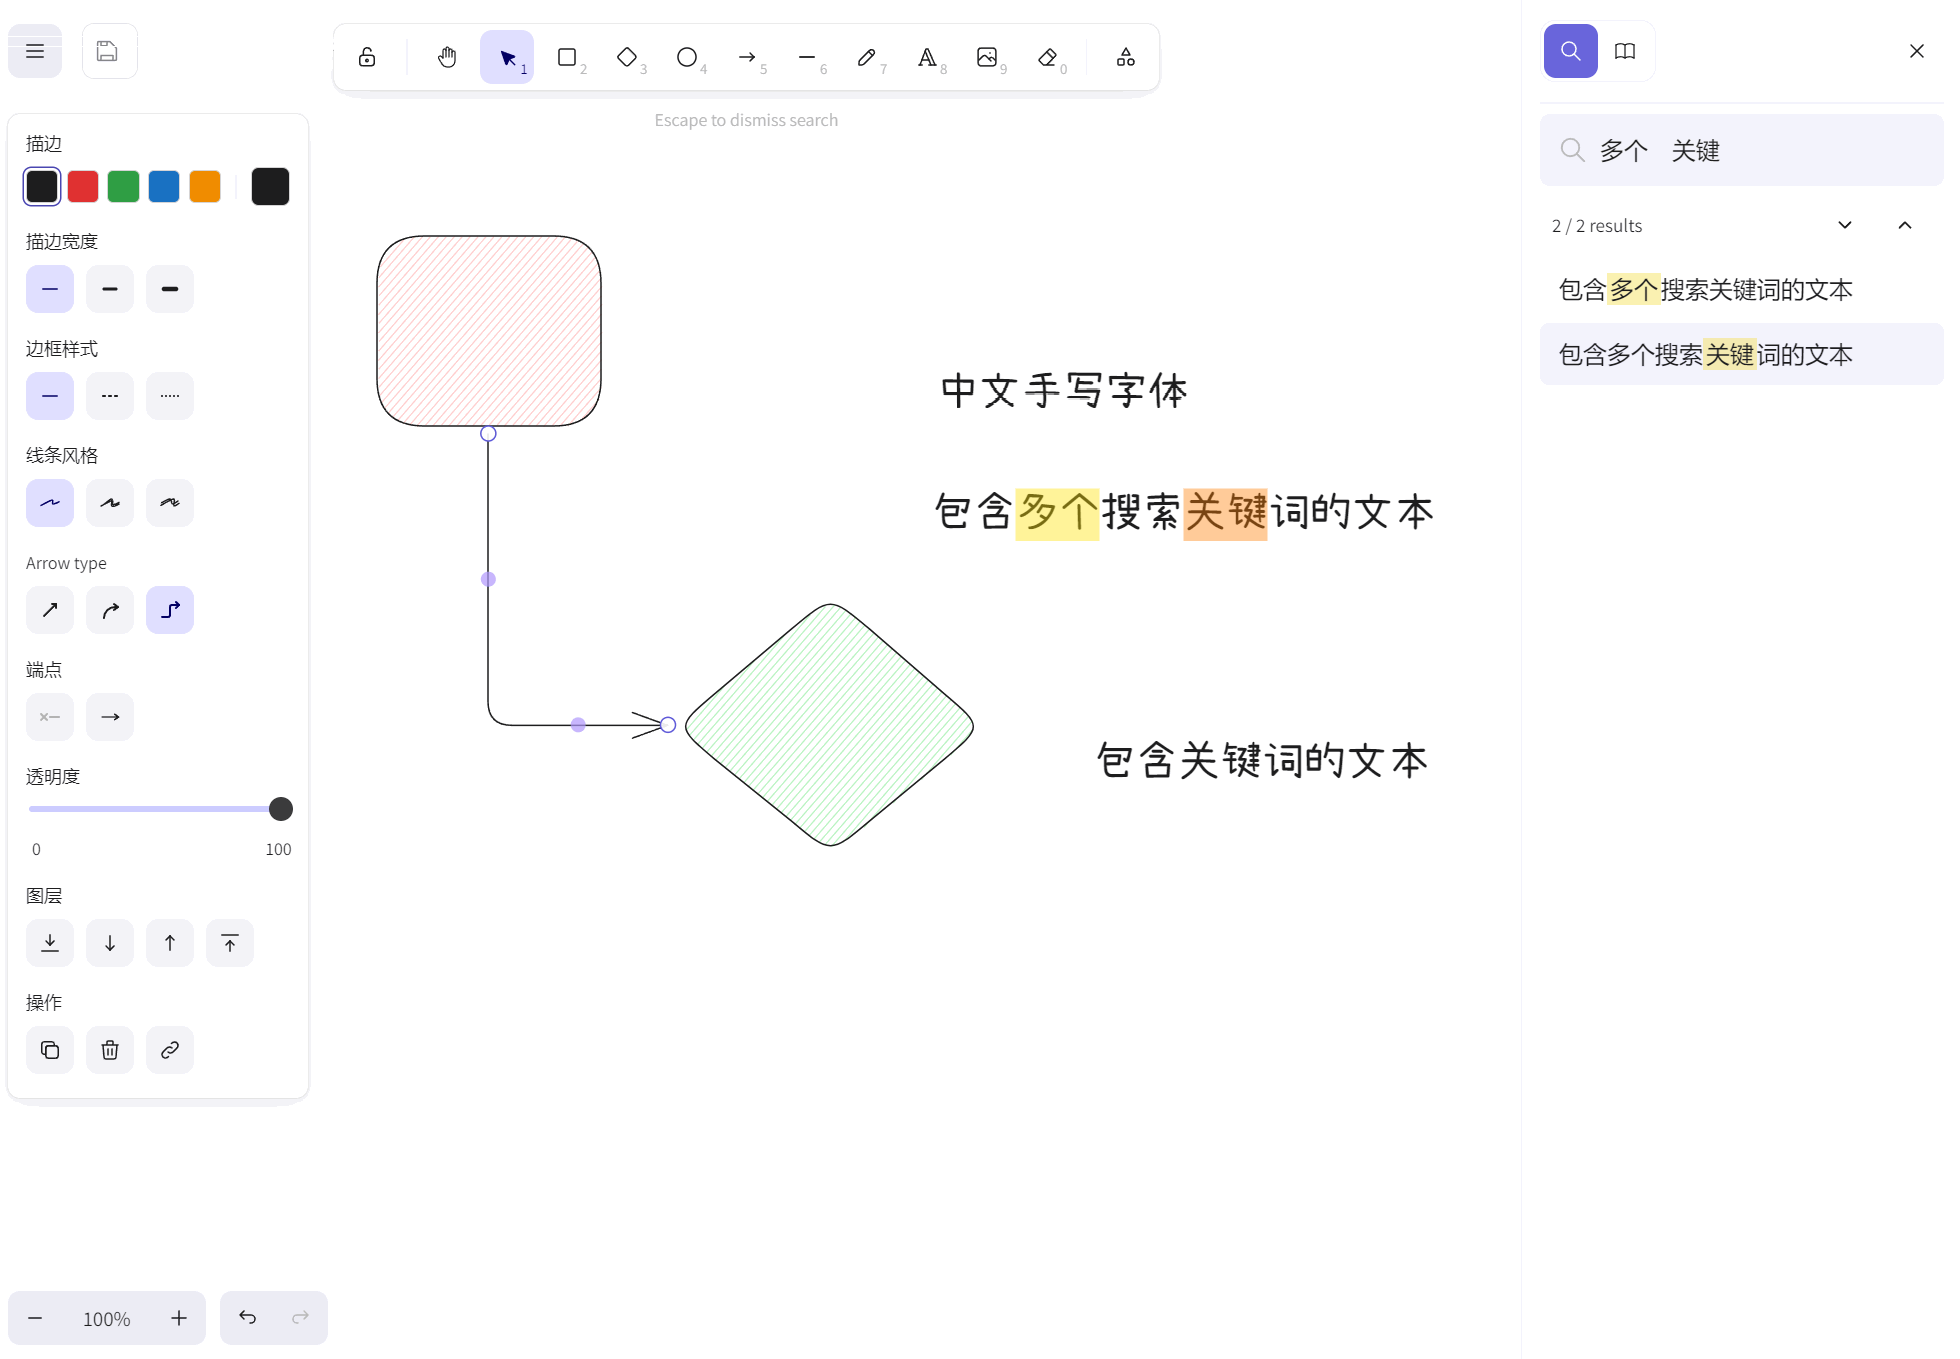 1
2
3
4
5
6
7
8
9
0
Escape to dismiss search
描边
描边宽度
边框样式
线条风格
Arrow type
端点
透明度
0
100
图层
操作
100%
中文手写字体
包含多个搜索关键词的文本
包含关键词的文本
多个 关键
2 / 2 results
包含多个搜索关键词的文本
包含多个搜索关键词的文本